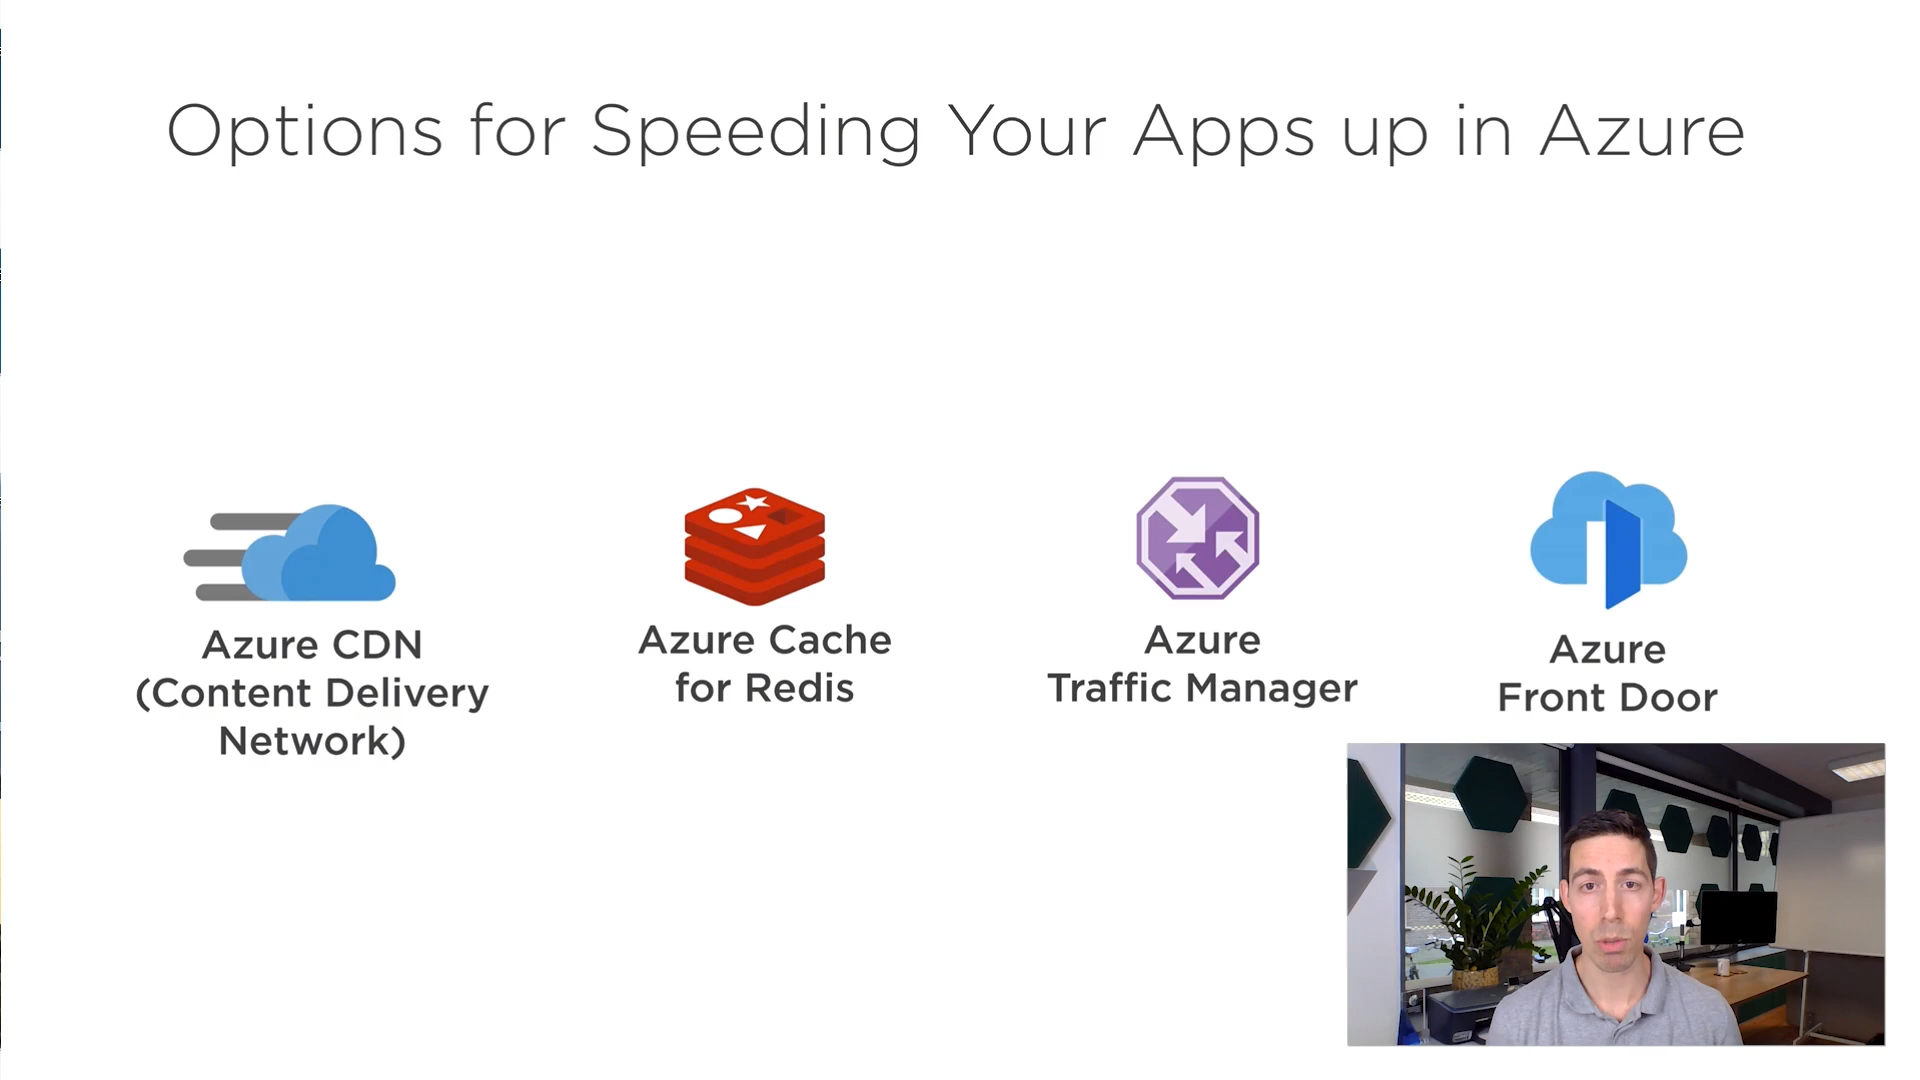 Options for Speeding Your Apps up in Azure
Azure CDN
(Content Delivery
Network)
Azure Cache
for Redis
Azure
Traffic Manager
Azure
Front Door